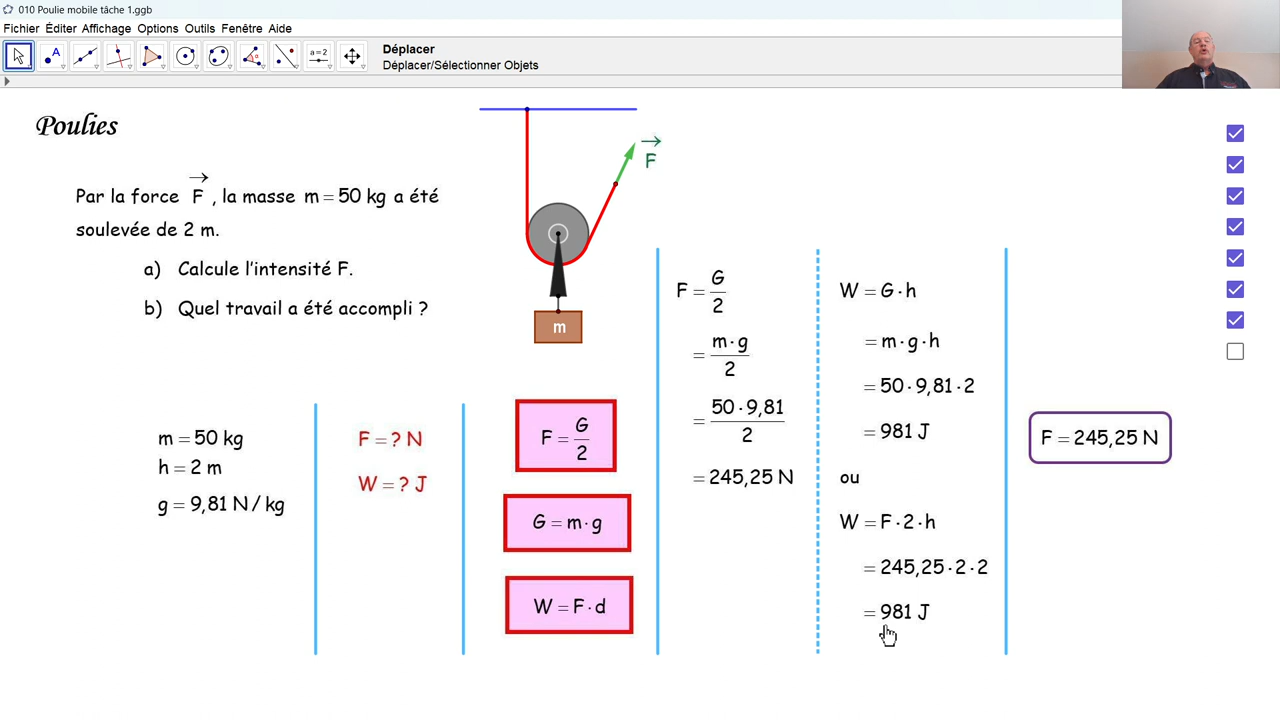 010 Poulie mobile tâche 1.ggb
Fichier Éditer Affichage Options Outils Fenêtre Aide
A
a=2
Déplacer
Déplacer/Sélectionner Objets
Poulies
Par la force F, la masse m = 50 kg a été
soulevée de 2 m.
a) Calcule l'intensité F.
b) Quel travail a été accompli ?
F
m
m = 50 kg
h = 2 m
g = 9,81 N / kg
F = ? N
W = ? J
F = G/2
G = m · g
W = F · d
F = G/2
= m · g / 2
= 50 · 9,81 / 2
= 245,25 N
W = G · h
= m · g · h
= 50 · 9,81 · 2
= 981 J
ou
W = F · 2 · h
= 245,25 · 2 · 2
= 981 J
F = 245,25 N